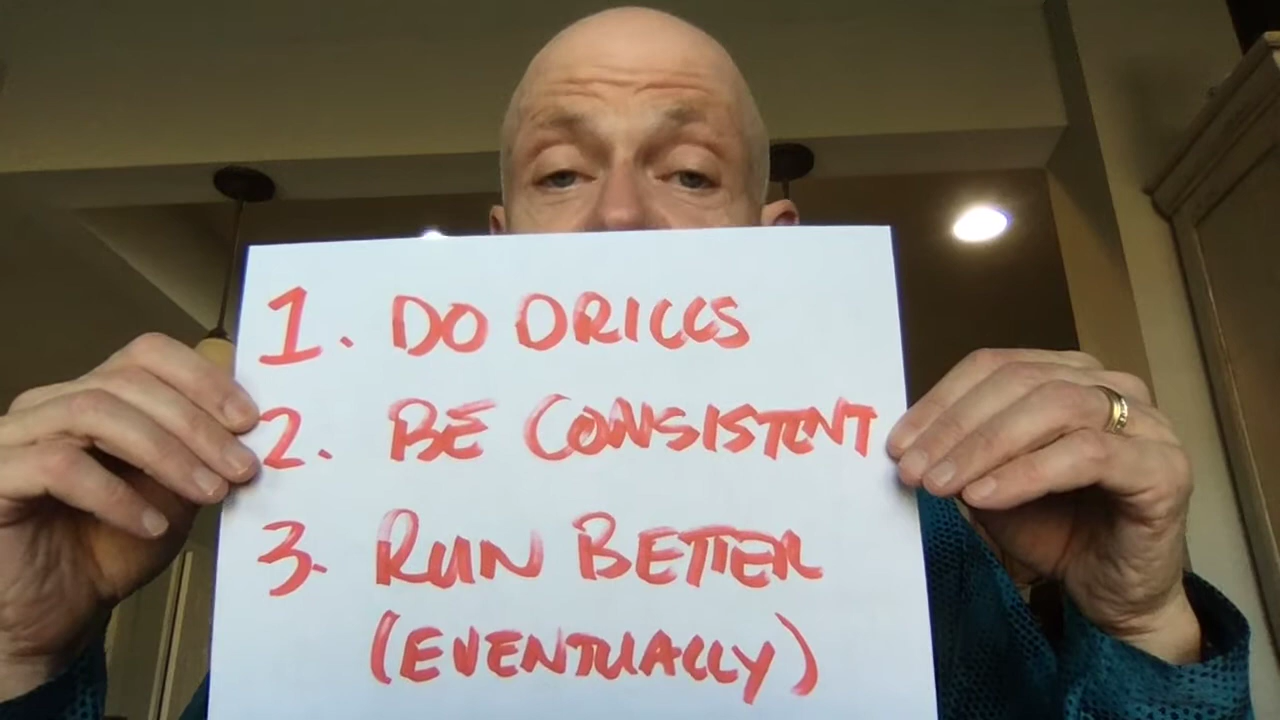 1. DO DRILLS
2. BE CONSISTENT
3. RUN BETTER
(EVENTUALLY)